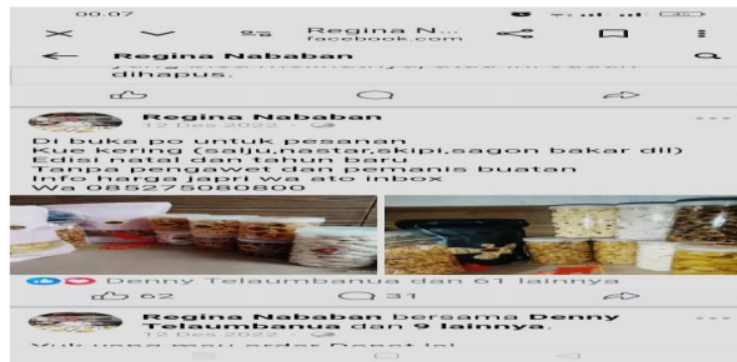 00.07
Regina N...
facebook.com
Regina Nababan
dihapus.
Regina Nababan
12 Des 2022
Di buka po untuk pesanan
Kue kering (salju,nastar,skipi,sagon bakar dll)
Edisi natal dan tahun baru
Tanpa pengawet dan pemanis buatan
Info harga japri wa ato inbox
Wa 085275080800
Denny Telaumbanua dan 61 lainnya
62
31
Regina Nababan bersama Denny
Telaumbanua dan 9 lainnya.
12 Des 2022